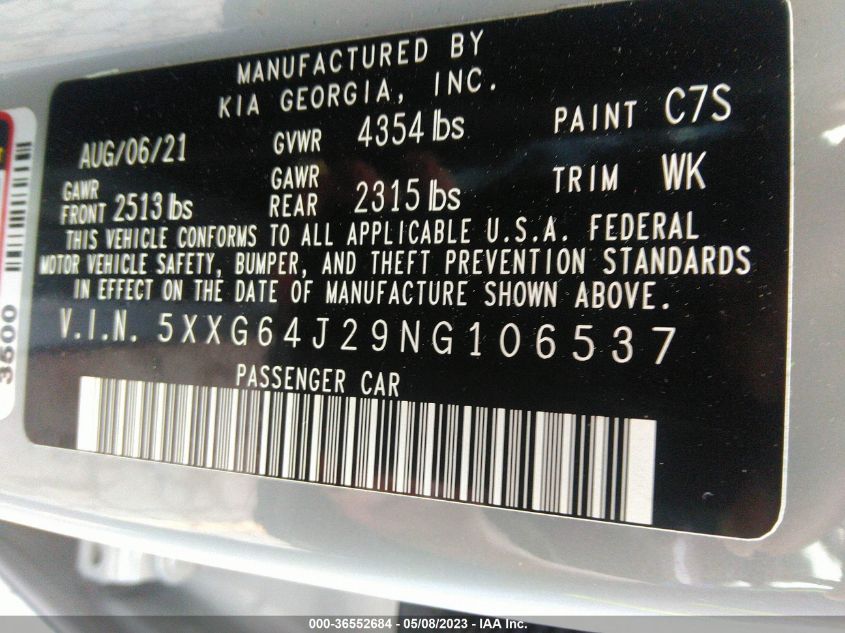 MANUFACTURED BY
KIA GEORGIA, INC.
AUG/06/21 GVWR 4354 lbs PAINT C7S
GAWR FRONT 2513 lbs GAWR REAR 2315 lbs TRIM WK
THIS VEHICLE CONFORMS TO ALL APPLICABLE U.S.A. FEDERAL
MOTOR VEHICLE SAFETY, BUMPER, AND THEFT PREVENTION STANDARDS
IN EFFECT ON THE DATE OF MANUFACTURE SHOWN ABOVE.
V.I.N. 5XXG64J29NG106537
PASSENGER CAR
3500
000-36552684 - 05/08/2023 - IAA Inc.